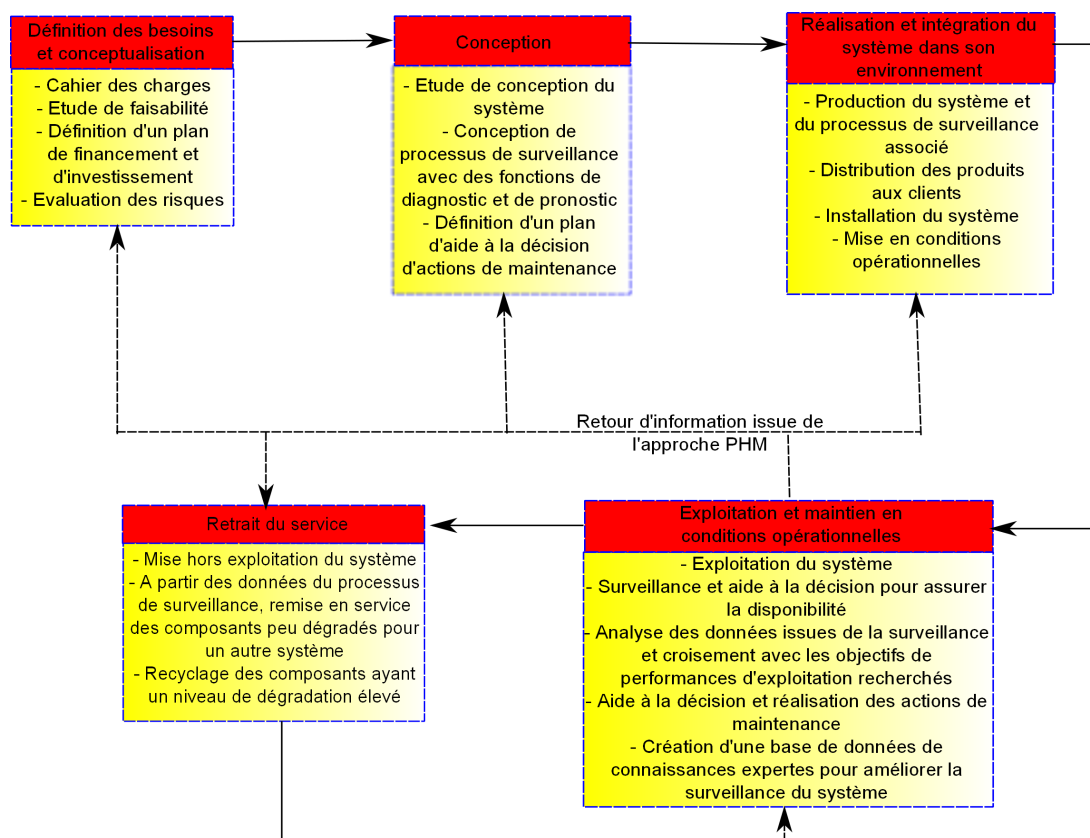 Définition des besoins
et conceptualisation
- Cahier des charges
- Etude de faisabilité
- Définition d'un plan
de financement et
d'investissement
- Evaluation des risques
Conception
- Etude de conception du
système
- Conception de
processus de surveillance
avec des fonctions de
diagnostic et de pronostic
- Définition d'un plan
d'aide à la décision
d'actions de maintenance
Réalisation et intégration du
système dans son
environnement
- Production du système et
du processus de surveillance
associé
- Distribution des produits
aux clients
- Installation du système
- Mise en conditions
opérationnelles
Retour d'information issue de
l'approche PHM
Retrait du service
- Mise hors exploitation du système
- A partir des données du processus
de surveillance, remise en service
des composants peu dégradés pour
un autre système
- Recyclage des composants ayant
un niveau de dégradation élevé
Exploitation et maintien en
conditions opérationnelles
- Exploitation du système
- Surveillance et aide à la décision pour assurer
la disponibilité
- Analyse des données issues de la surveillance
et croisement avec les objectifs de
performances d'exploitation recherchés
- Aide à la décision et réalisation des actions de
maintenance
- Création d'une base de données de
connaissances expertes pour améliorer la
surveillance du système